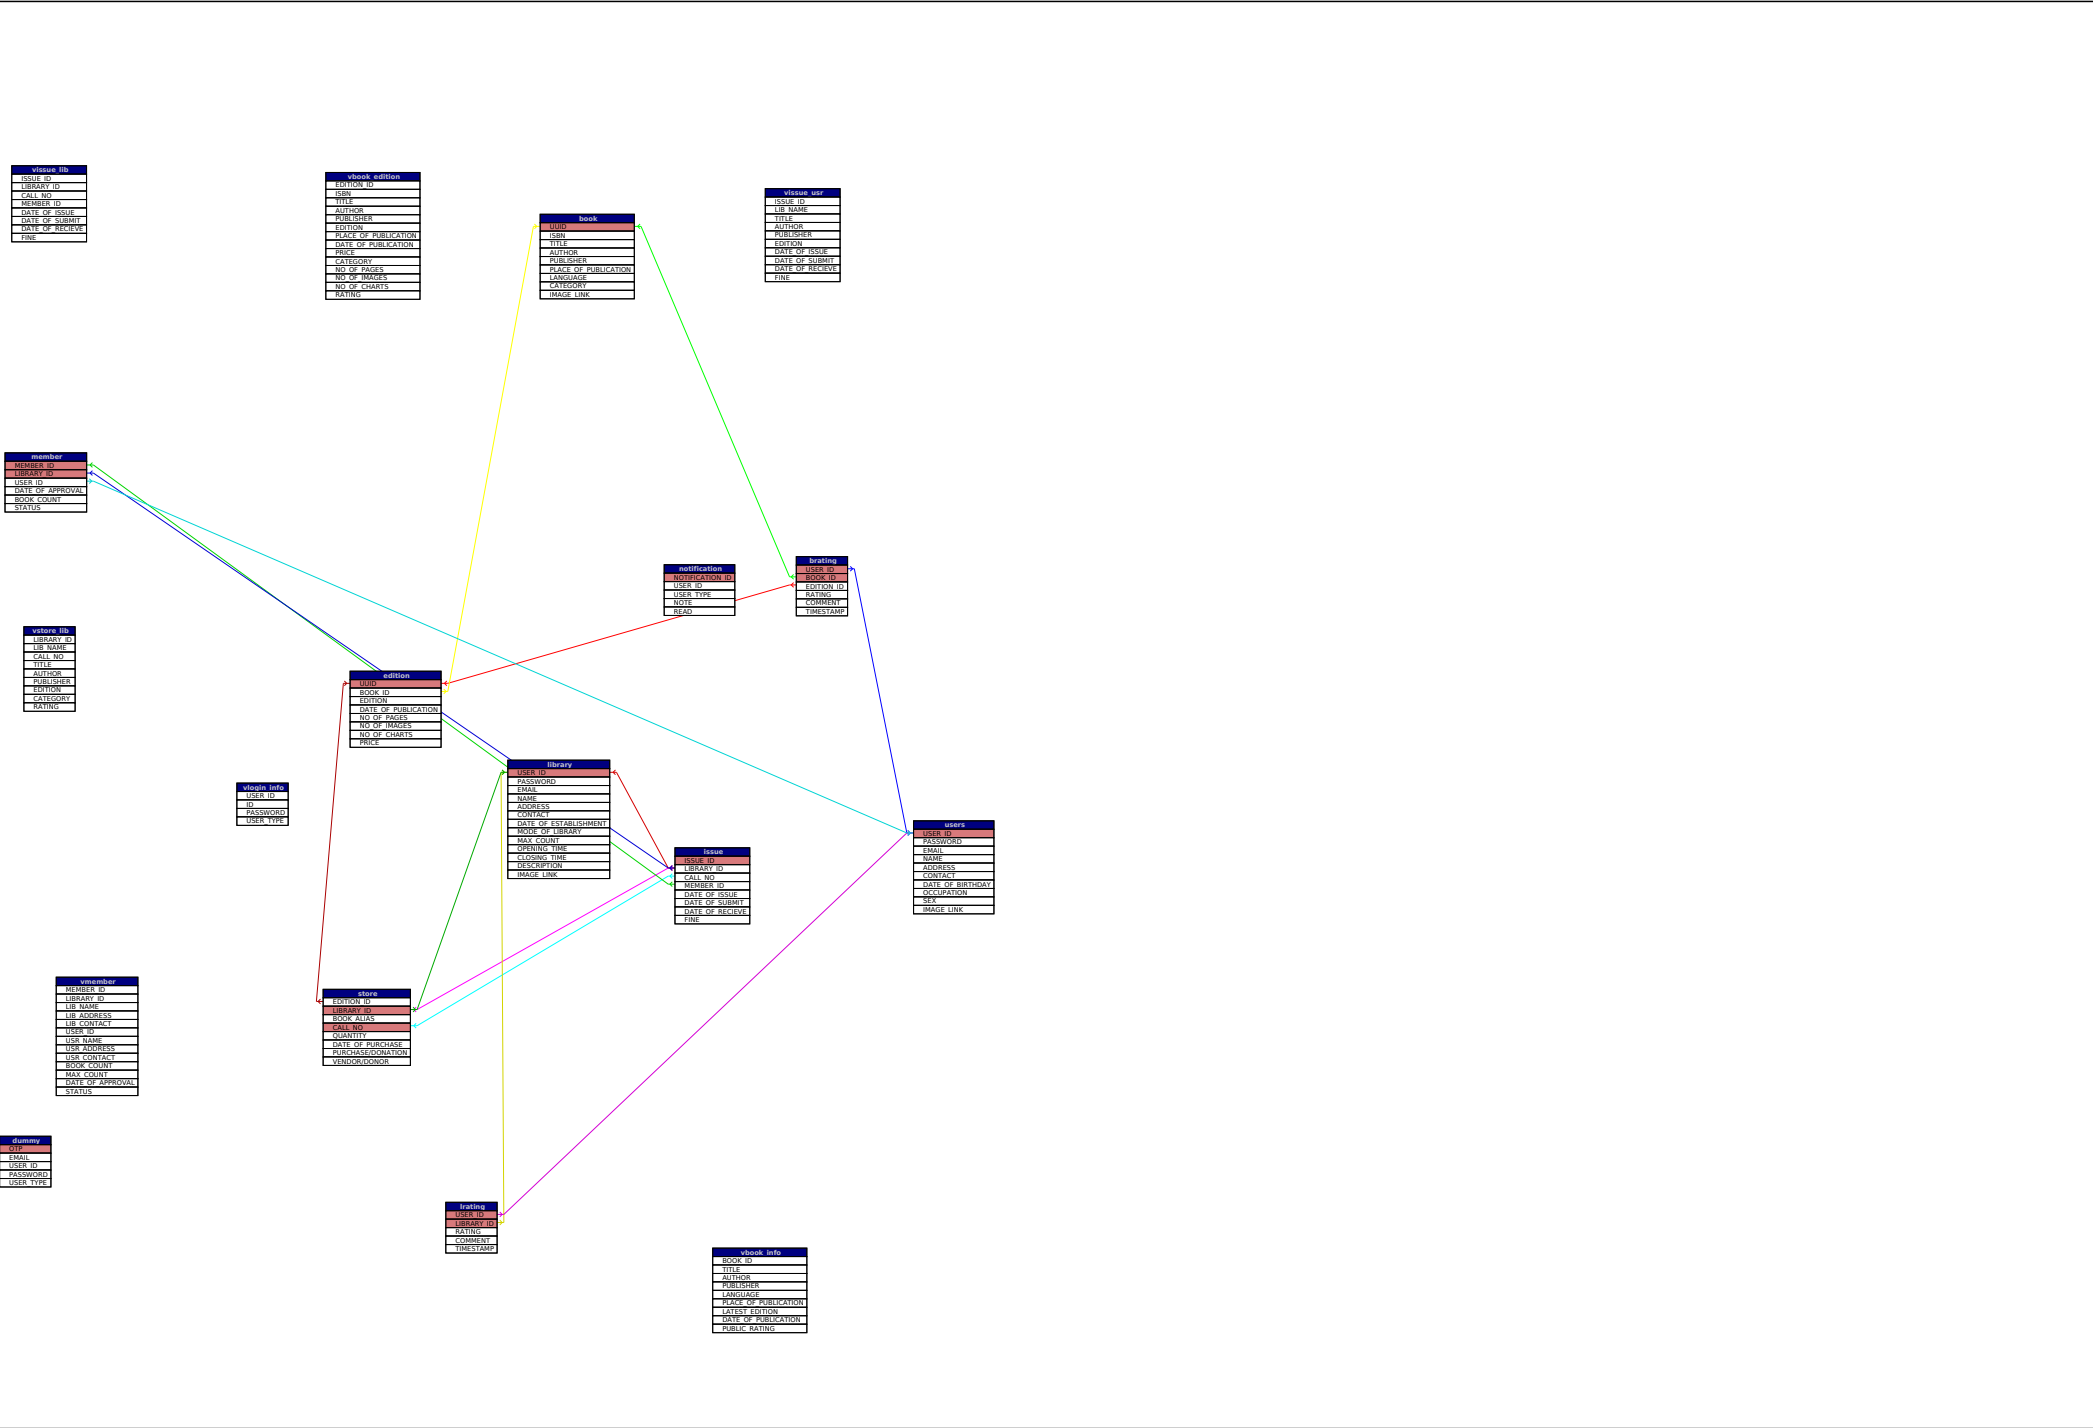 vissue_lib
ISSUE_ID
LIBRARY_ID
CALL_NO
MEMBER_ID
DATE_OF_ISSUE
DATE_OF_SUBMIT
DATE_OF_RECIEVE
FINE
vbook_edition
EDITION_ID
ISBN
TITLE
AUTHOR
PUBLISHER
EDITION
PLACE_OF_PUBLICATION
DATE_OF_PUBLICATION
PRICE
CATEGORY
NO_OF_PAGES
NO_OF_IMAGES
NO_OF_CHARTS
RATING
book
UUID
ISBN
TITLE
AUTHOR
PUBLISHER
PLACE_OF_PUBLICATION
LANGUAGE
CATEGORY
IMAGE_LINK
vissue_usr
ISSUE_ID
LIB_NAME
TITLE
AUTHOR
PUBLISHER
EDITION
DATE_OF_ISSUE
DATE_OF_SUBMIT
DATE_OF_RECIEVE
FINE
member
MEMBER_ID
LIBRARY_ID
USER_ID
DATE_OF_APPROVAL
BOOK_COUNT
STATUS
notification
NOTIFICATION_ID
USER_ID
USER_TYPE
NOTE
READ
brating
USER_ID
BOOK_ID
EDITION_ID
RATING
COMMENT
TIMESTAMP
vstore_lib
LIBRARY_ID
LIB_NAME
CALL_NO
TITLE
AUTHOR
PUBLISHER
EDITION
CATEGORY
RATING
edition
UUID
BOOK_ID
EDITION
DATE_OF_PUBLICATION
NO_OF_PAGES
NO_OF_IMAGES
NO_OF_CHARTS
PRICE
vlogin_info
USER_ID
ID
PASSWORD
USER_TYPE
library
USER_ID
PASSWORD
EMAIL
NAME
ADDRESS
CONTACT
DATE_OF_ESTABLISHMENT
MODE_OF_LIBRARY
MAX_COUNT
OPENING_TIME
CLOSING_TIME
DESCRIPTION
IMAGE_LINK
issue
ISSUE_ID
LIBRARY_ID
CALL_NO
MEMBER_ID
DATE_OF_ISSUE
DATE_OF_SUBMIT
DATE_OF_RECIEVE
FINE
users
USER_ID
PASSWORD
EMAIL
NAME
ADDRESS
CONTACT
DATE_OF_BIRTHDAY
OCCUPATION
SEX
IMAGE_LINK
vmember
MEMBER_ID
LIBRARY_ID
LIB_NAME
LIB_ADDRESS
LIB_CONTACT
USER_ID
USR_NAME
USR_ADDRESS
USR_CONTACT
BOOK_COUNT
MAX_COUNT
DATE_OF_APPROVAL
STATUS
store
EDITION_ID
LIBRARY_ID
BOOK_ALIAS
CALL_NO
QUANTITY
DATE_OF_PURCHASE
PURCHASE/DONATION
VENDOR/DONOR
dummy
OTP
EMAIL
USER_ID
PASSWORD
USER_TYPE
lrating
USER_ID
LIBRARY_ID
RATING
COMMENT
TIMESTAMP
vbook_info
BOOK_ID
TITLE
AUTHOR
PUBLISHER
LANGUAGE
PLACE_OF_PUBLICATION
LATEST_EDITION
DATE_OF_PUBLICATION
PUBLIC_RATING